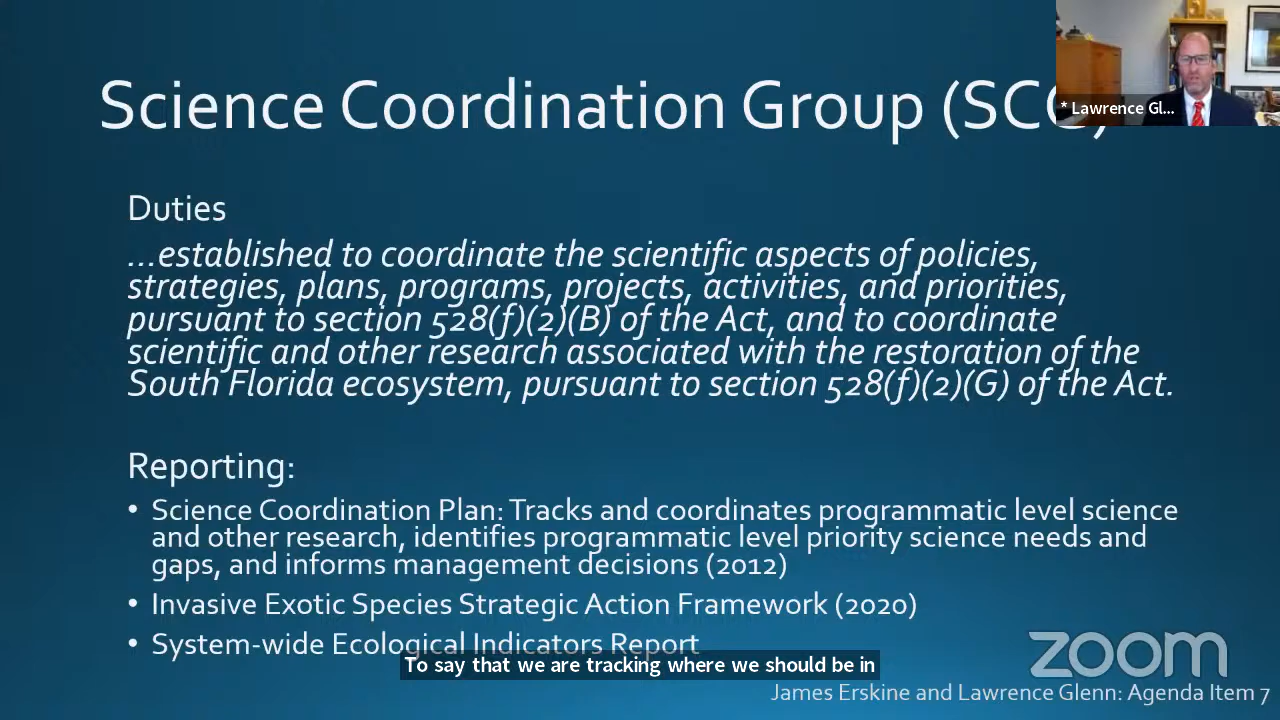 Science Coordination Group (SCG)
* Lawrence Gl...
Duties
...established to coordinate the scientific aspects of policies,
strategies, plans, programs, projects, activities, and priorities,
pursuant to section 528(f)(2)(B) of the Act, and to coordinate
scientific and other research associated with the restoration of the
South Florida ecosystem, pursuant to section 528(f)(2)(G) of the Act.
Reporting:
• Science Coordination Plan: Tracks and coordinates programmatic level science
and other research, identifies programmatic level priority science needs and
gaps, and informs management decisions (2012)
• Invasive Exotic Species Strategic Action Framework (2020)
• System-wide Ecological Indicators Report
To say that we are tracking where we should be in
zoom
James Erskine and Lawrence Glenn: Agenda Item 7